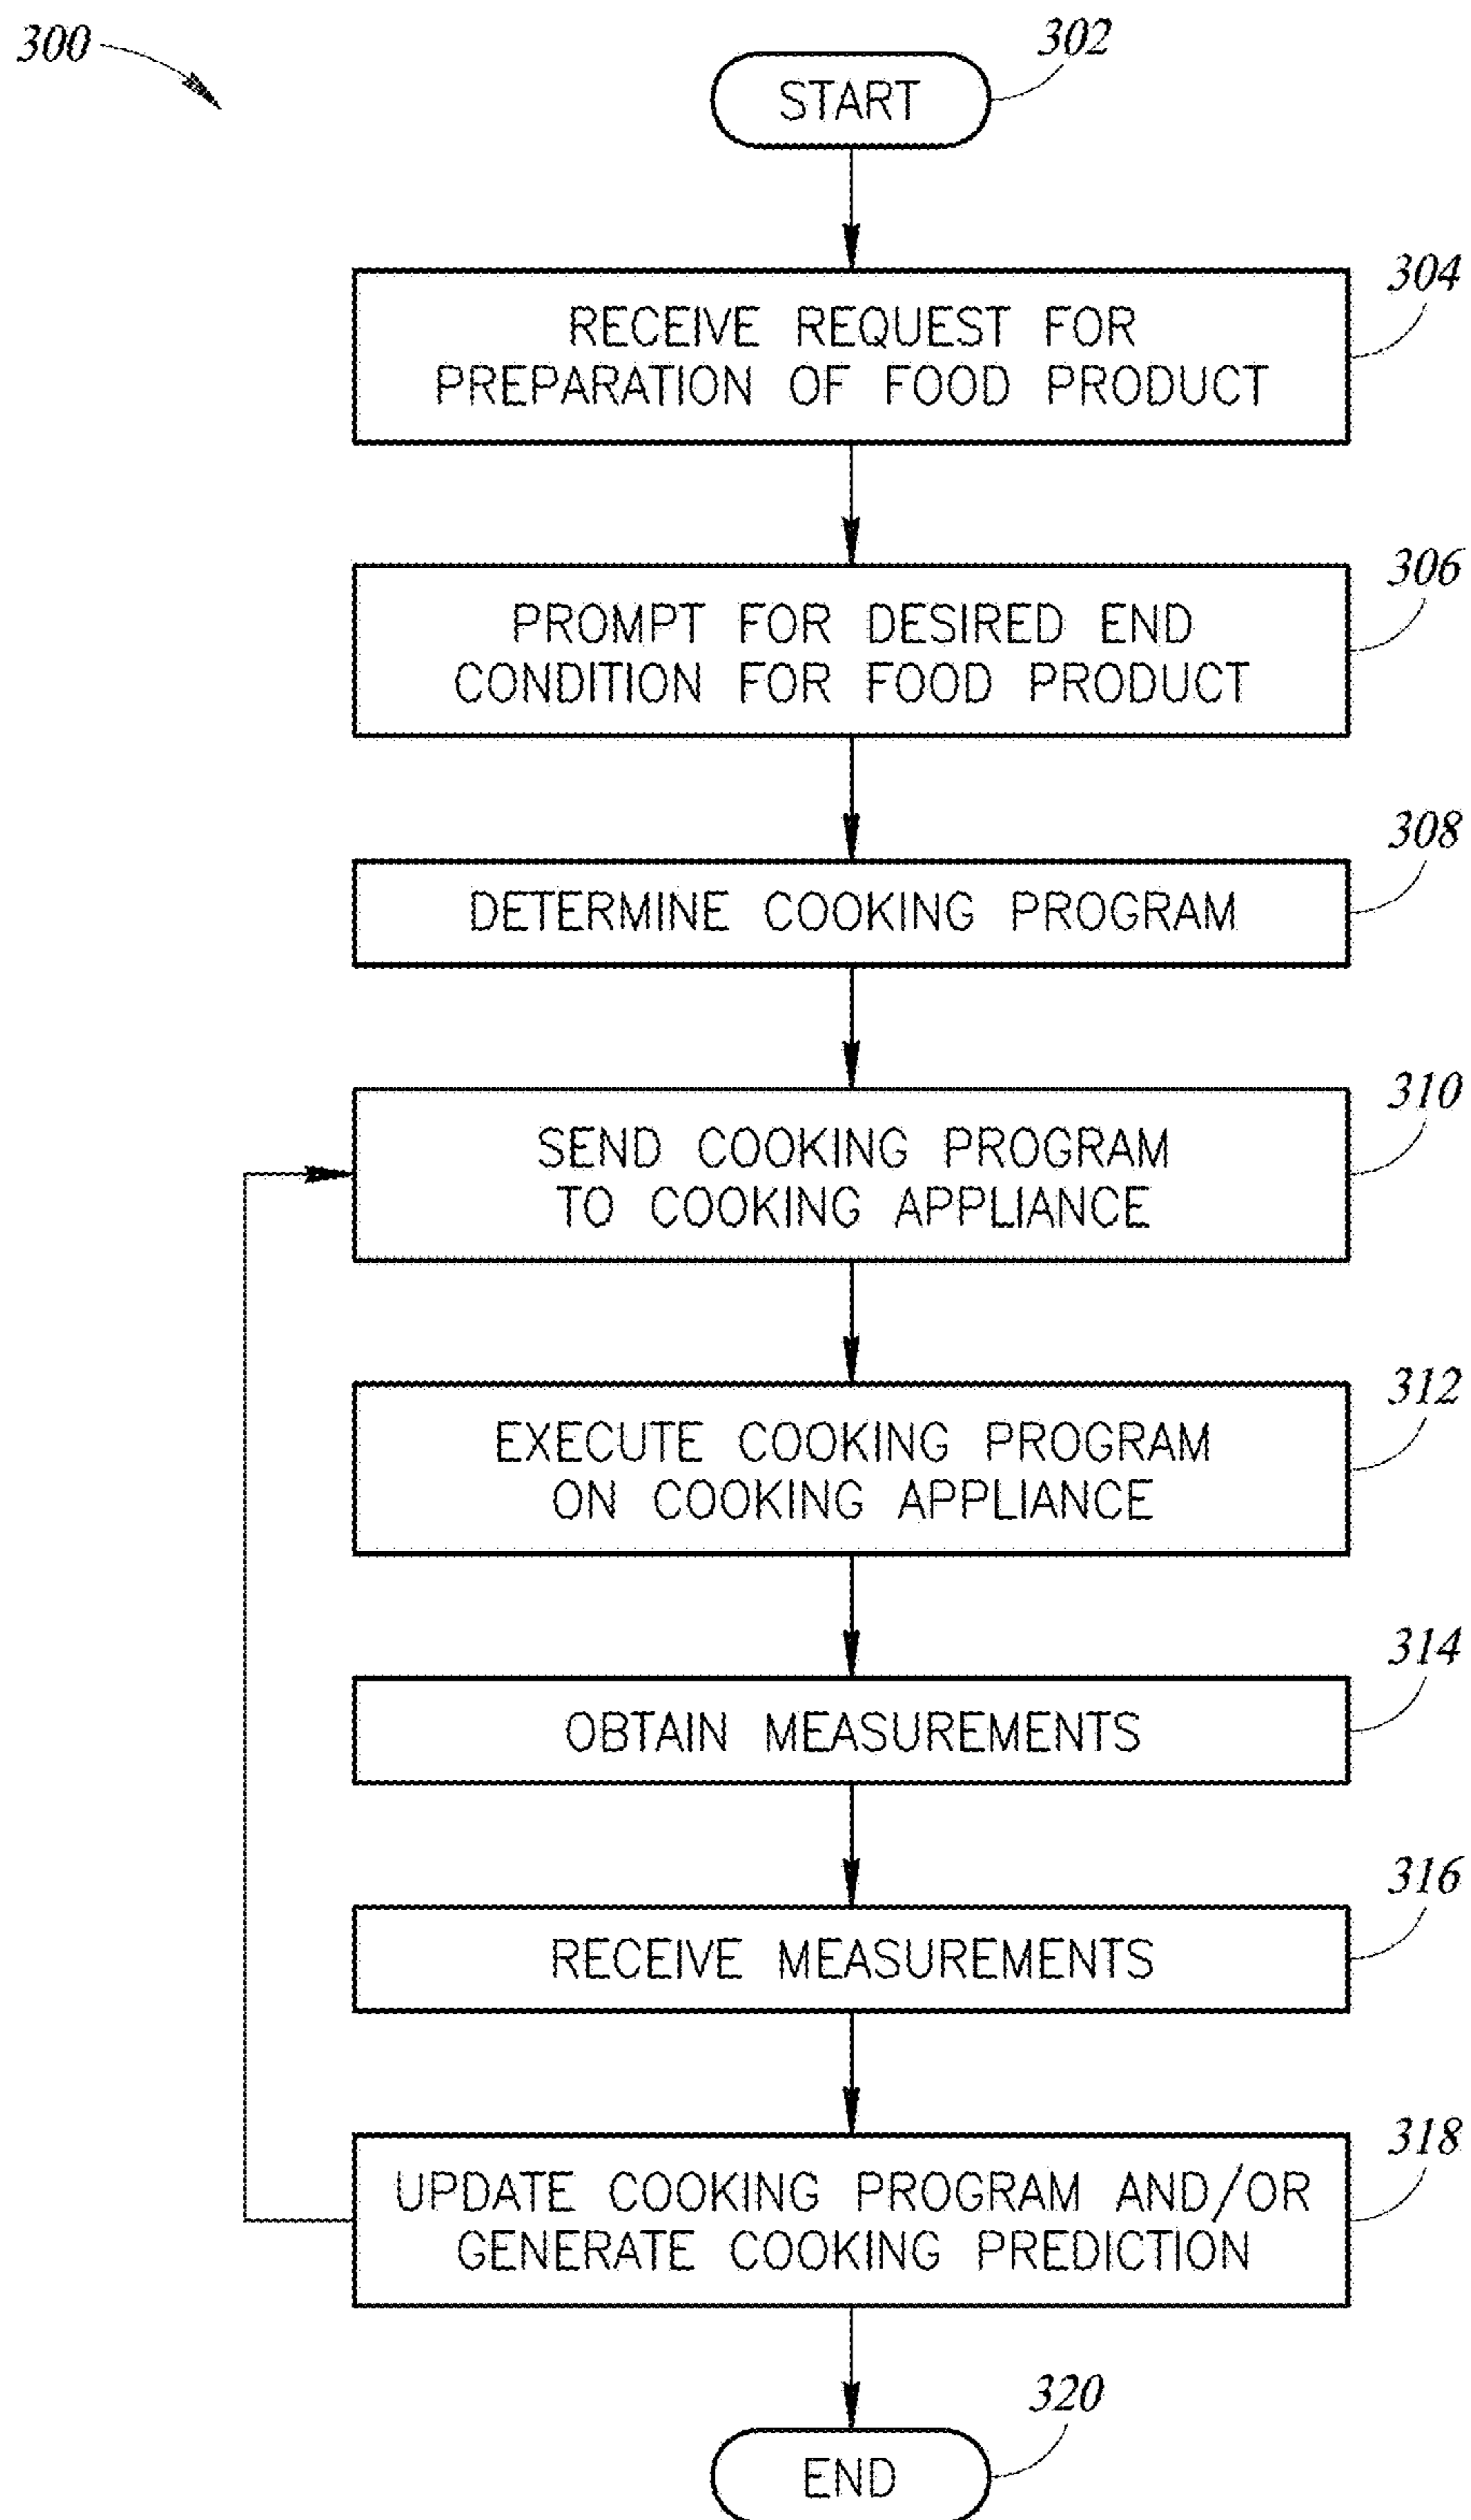 300
302
START
304
RECEIVE REQUEST FOR
PREPARATION OF FOOD PRODUCT
306
PROMPT FOR DESIRED END
CONDITION FOR FOOD PRODUCT
308
DETERMINE COOKING PROGRAM
310
SEND COOKING PROGRAM
TO COOKING APPLIANCE
312
EXECUTE COOKING PROGRAM
ON COOKING APPLIANCE
314
OBTAIN MEASUREMENTS
316
RECEIVE MEASUREMENTS
318
UPDATE COOKING PROGRAM AND/OR
GENERATE COOKING PREDICTION
320
END